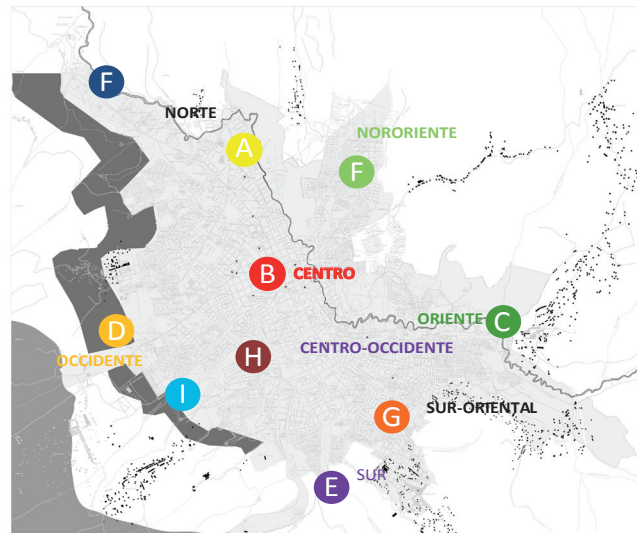 F
NORTE
A
NORORIENTE
F
B CENTRO
ORIENTE C
D
OCCIDENTE
H
CENTRO-OCCIDENTE
I
G
SUR-ORIENTAL
SUR
E